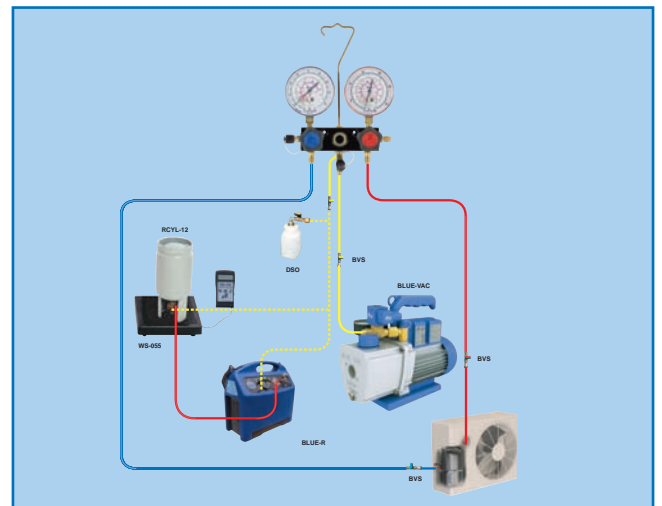 RCYL-12
DSO
BVS
BLUE-VAC
WS-055
BVS
BLUE-R
BVS